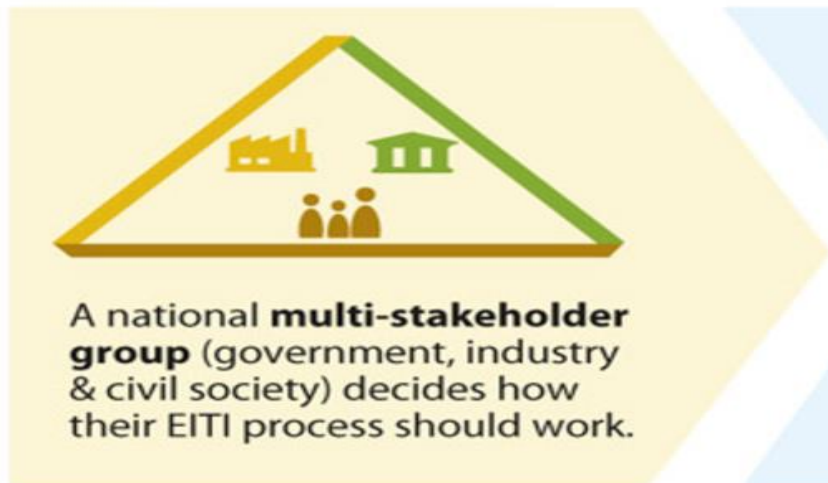 A national multi-stakeholder
group (government, industry
& civil society) decides how
their EITI process should work.